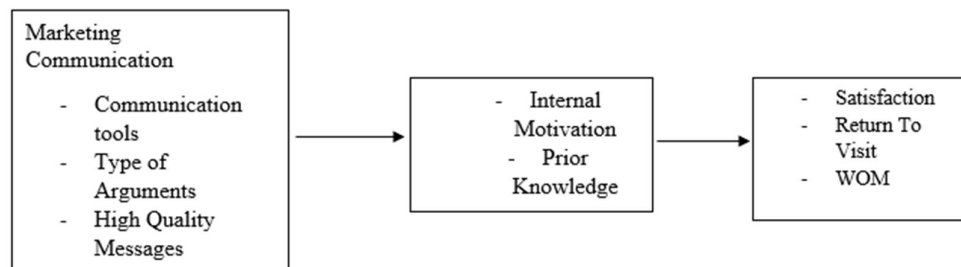 Marketing
Communication
- Communication
tools
- Type of
Arguments
- High Quality
Messages
- Internal
Motivation
- Prior
Knowledge
- Satisfaction
- Return To
Visit
- WOM